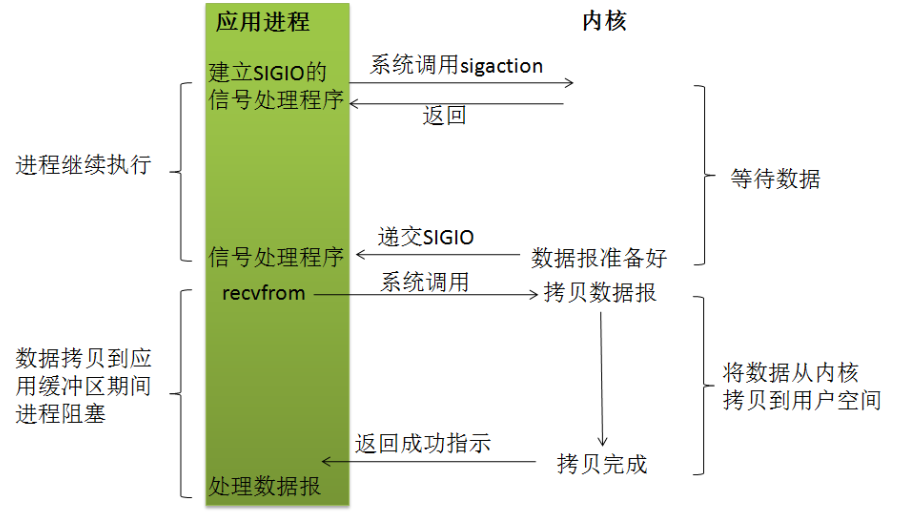 应用进程
内核
建立SIGIO的
信号处理程序
系统调用sigaction
返回
进程继续执行
等待数据
递交SIGIO
信号处理程序
数据报准备好
recvfrom
系统调用
拷贝数据报
数据拷贝到应
用缓冲区期间
进程阻塞
将数据从内核
拷贝到用户空间
返回成功指示
拷贝完成
处理数据报